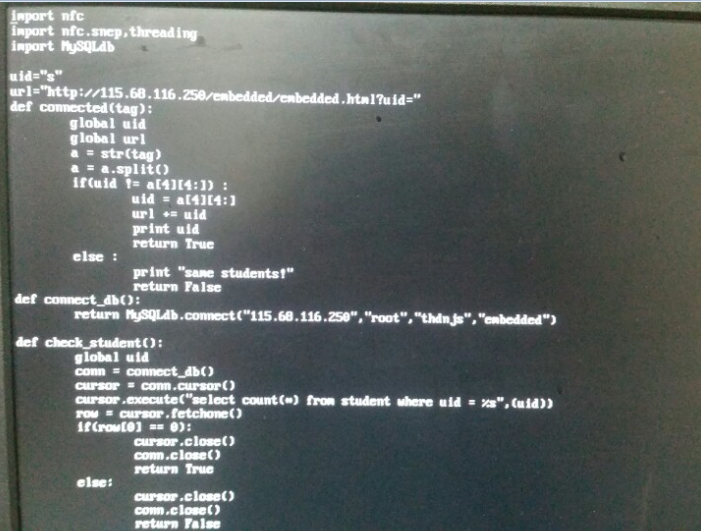 import nfc
import nfc.snep,threading
import MySQLdb
uid="s"
url="http://115.68.116.250/embedded/embedded.html?uid="
def connected(tag):
global uid
global url
a = str(tag)
a = a.split()
if(uid != a[4][4:]) :
uid = a[4][4:]
url += uid
print uid
return True
else :
print "same students!"
return False
def connect_db():
return MySQLdb.connect("115.68.116.250","root","thdnjs","embedded")
def check_student():
global uid
conn = connect_db()
cursor = conn.cursor()
cursor.execute("select count(*) from student where uid = %s",(uid))
row = cursor.fetchone()
if(row[0] == 0):
cursor.close()
conn.close()
return True
else:
cursor.close()
conn.close()
return False